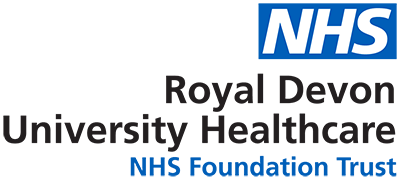 NHS
Royal Devon
University Healthcare
NHS Foundation Trust